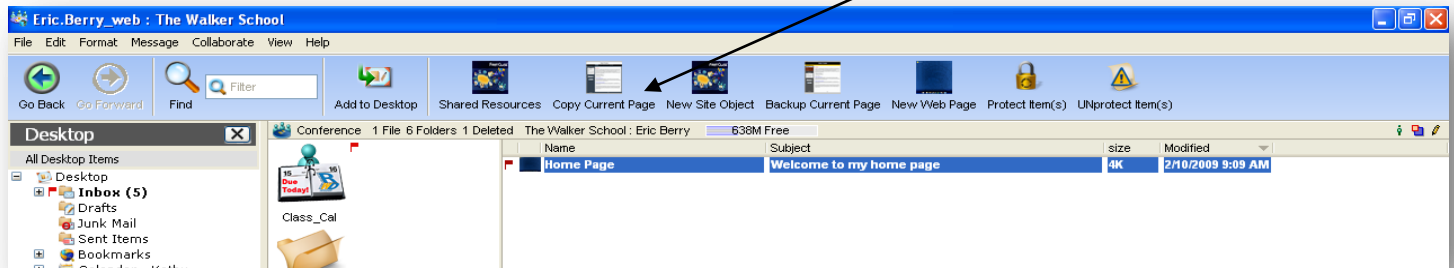 Eric.Berry_web : The Walker School
File Edit Format Message Collaborate View Help
Filter
Go Back Go Forward Find Add to Desktop Shared Resources Copy Current Page New Site Object Backup Current Page New Web Page Protect Item(s) UNprotect Item(s)
Desktop X
Conference 1 File 6 Folders 1 Deleted The Walker School : Eric Berry 638M Free
Name Subject size Modified
All Desktop Items
Home Page Welcome to my home page 4K 2/10/2009 9:09 AM
Desktop
Inbox (5)
Drafts
Junk Mail
Sent Items
Bookmarks
15 16
Due
Today!
Class_Cal